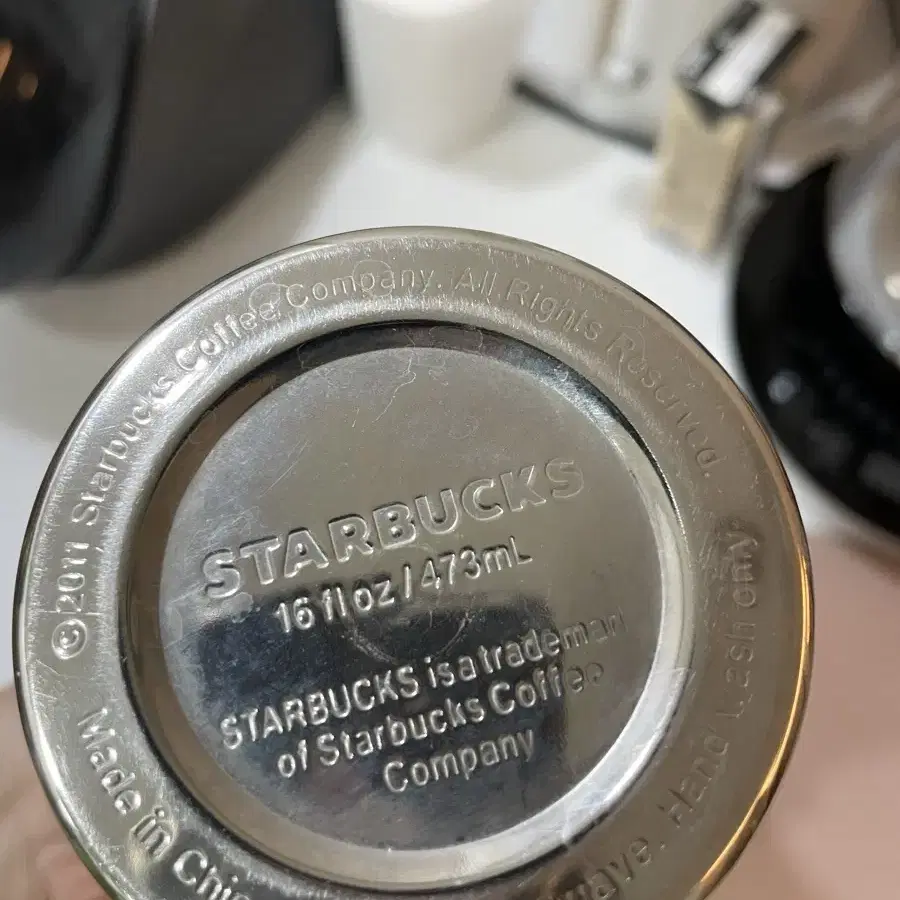 © 2011 Starbucks Coffee Company. All Rights Reserved.
STARBUCKS
16 fl oz / 473mL
STARBUCKS is a trademark
of Starbucks Coffee
Company
Made in
Hand Wash Only